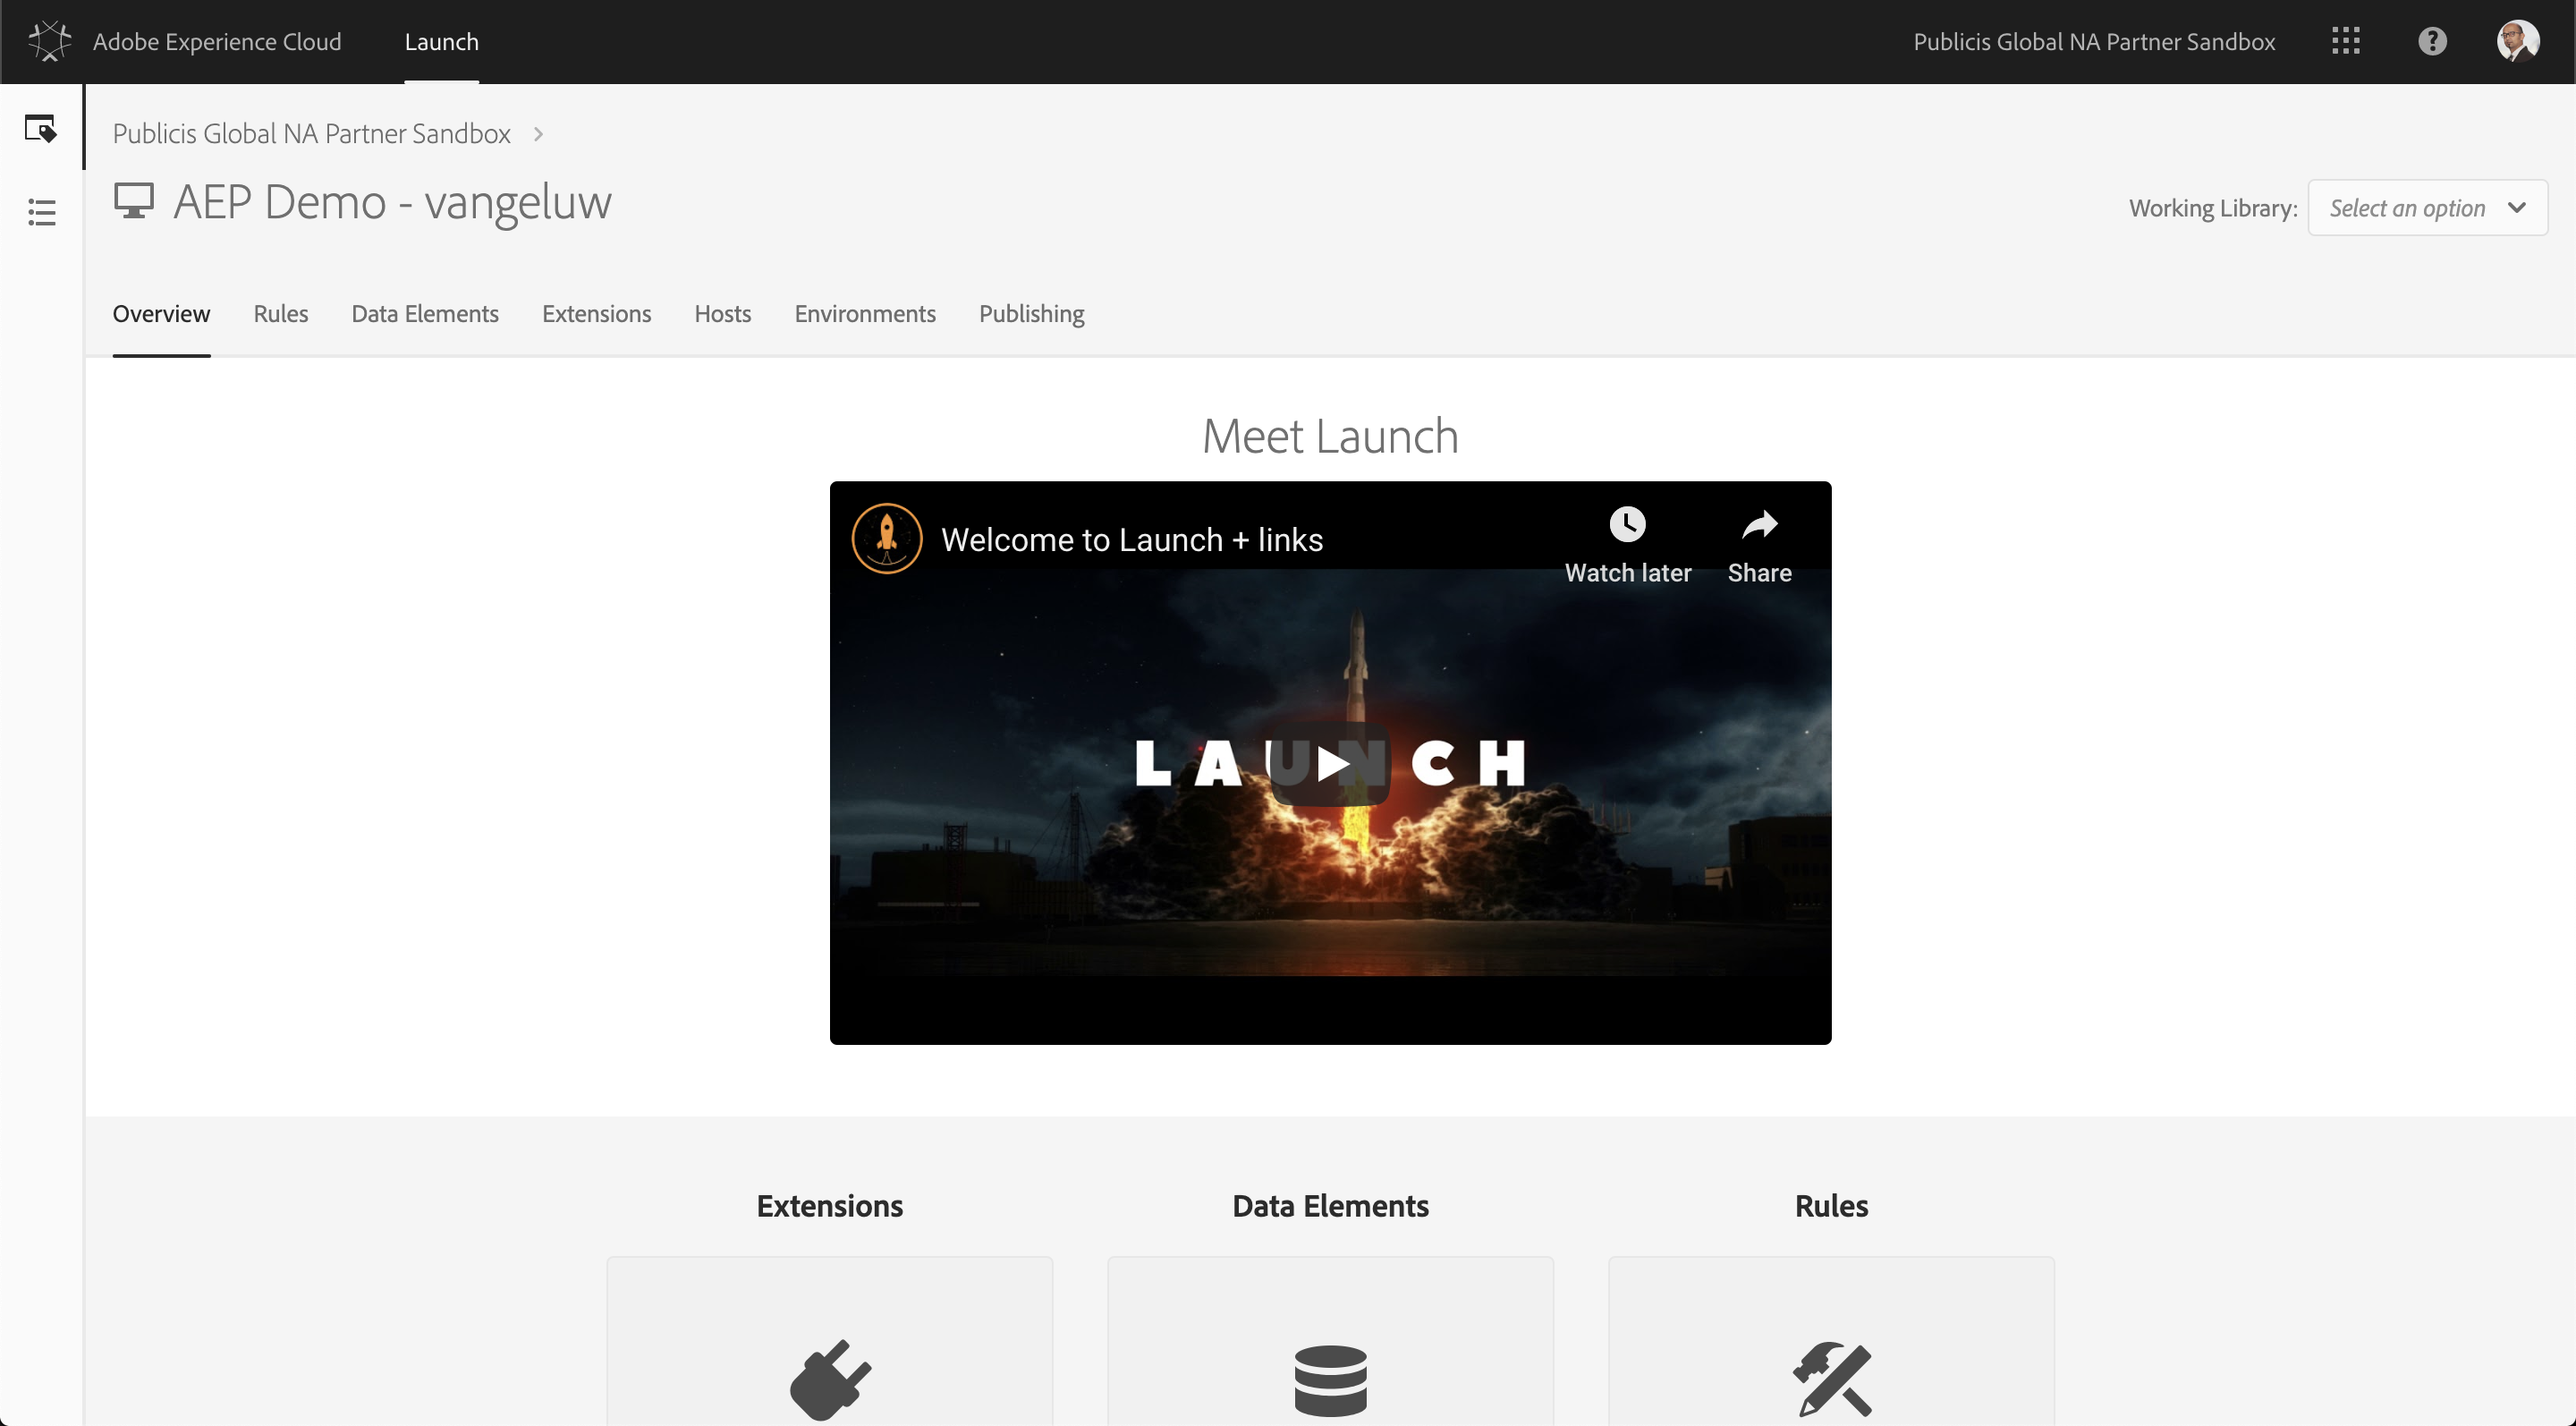 Adobe Experience Cloud
Launch
Publicis Global NA Partner Sandbox
?
Publicis Global NA Partner Sandbox
AEP Demo - vangeluw
Working Library:
Select an option
Overview
Rules
Data Elements
Extensions
Hosts
Environments
Publishing
Meet Launch
Welcome to Launch + links
Watch later
Share
LAUNCH
Extensions
Data Elements
Rules